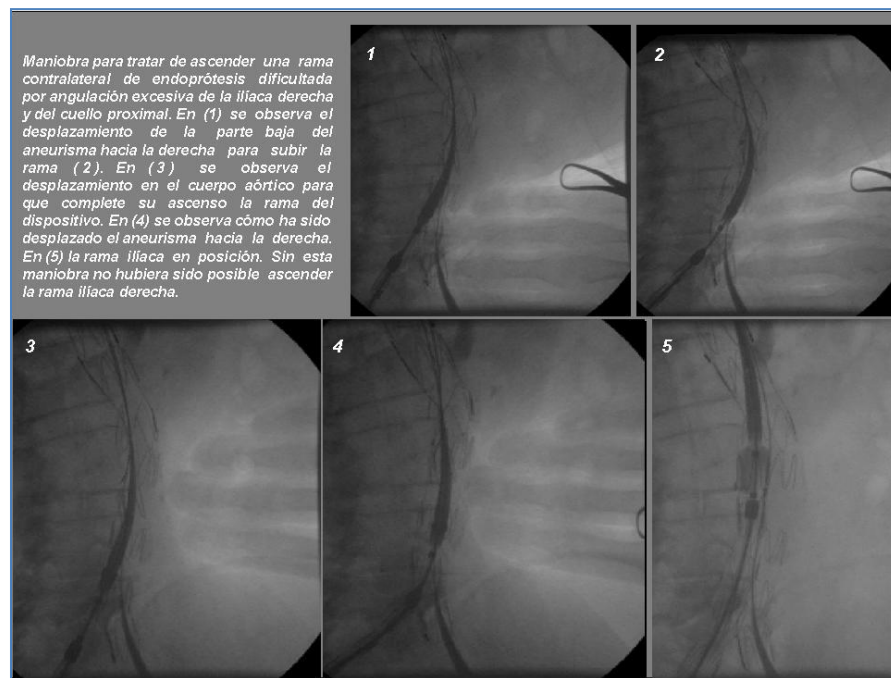 Maniobra para tratar de ascender una rama
contralateral de endoprótesis dificultada
por angulación excesiva de la ilíaca derecha
y del cuello proximal. En (1) se observa el
desplazamiento de la parte baja del
aneurisma hacia la derecha para subir la
rama (2). En (3) se observa el
desplazamiento en el cuerpo aórtico para
que complete su ascenso la rama del
dispositivo. En (4) se observa cómo ha sido
desplazado el aneurisma hacia la derecha.
En (5) la rama ilíaca en posición. Sin esta
maniobra no hubiera sido posible ascender
la rama ilíaca derecha.
1
2
3
4
5